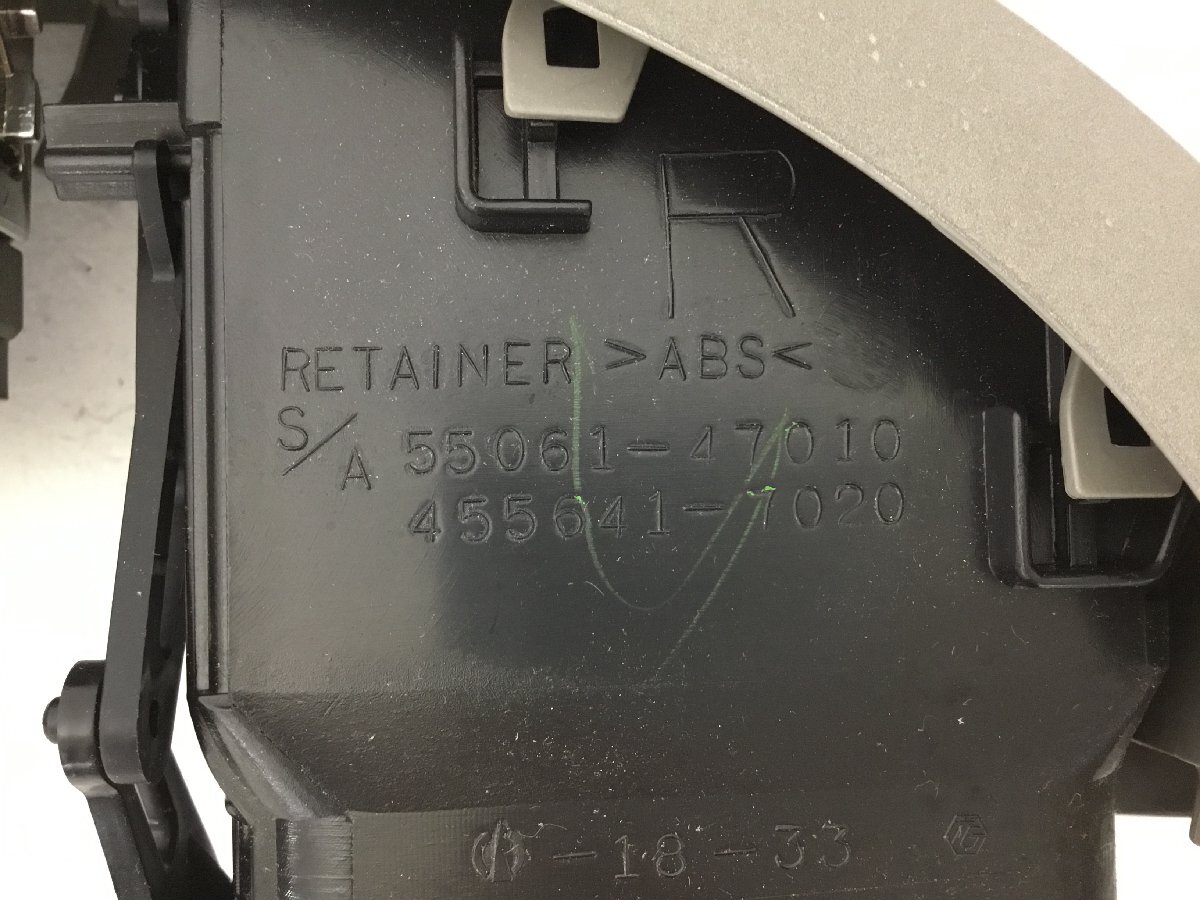 R
RETAINER >ABS<
S/A 55061-47010
455641-7020
-18-33